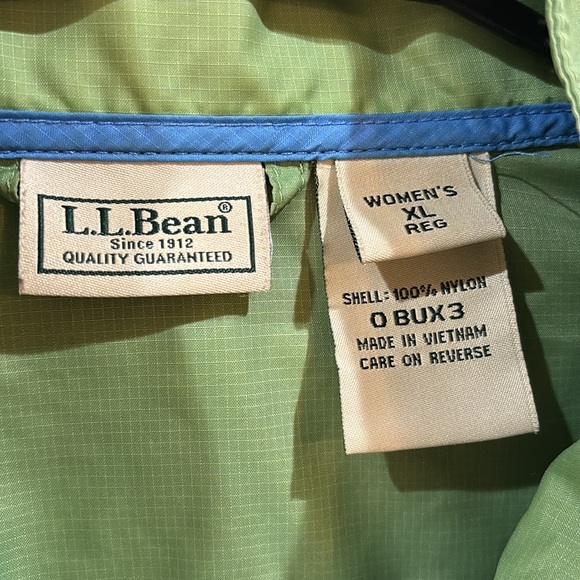 L.L.Bean®
Since 1912
QUALITY GUARANTEED
WOMEN'S
XL
REG
SHELL: 100% NYLON
0 BUX3
MADE IN VIETNAM
CARE ON REVERSE